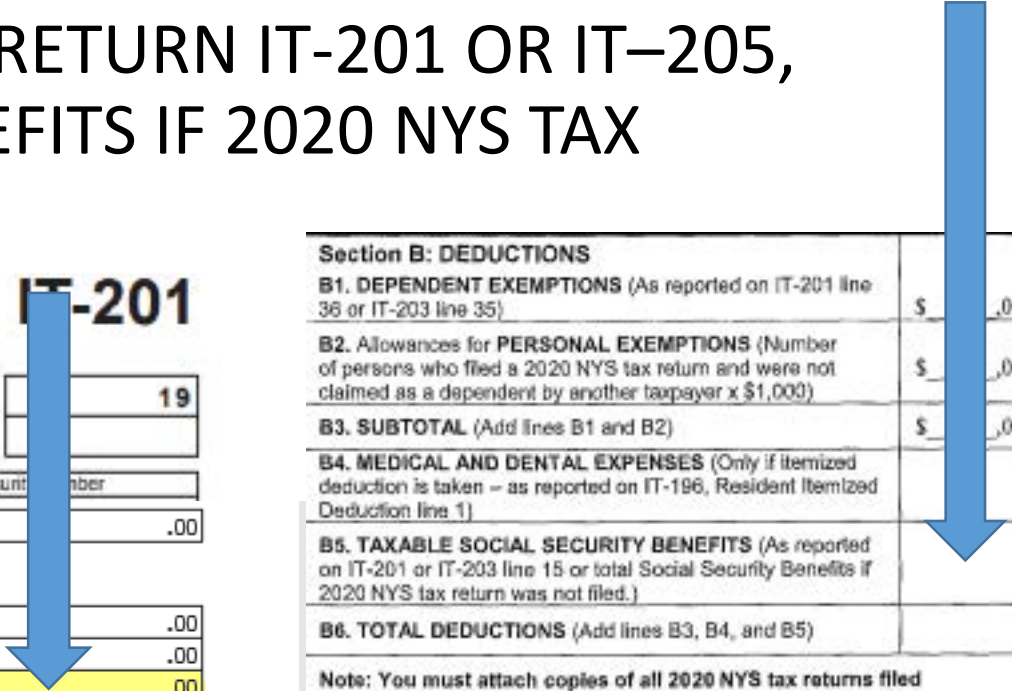 RETURN IT-201 OR IT–205,
EFITS IF 2020 NYS TAX
IT-201
19
.00
.00
.00
.00
Section B: DEDUCTIONS
B1. DEPENDENT EXEMPTIONS (As reported on IT-201 line
36 or IT-203 line 35)
$ ,0
B2. Allowances for PERSONAL EXEMPTIONS (Number
of persons who filed a 2020 NYS tax return and were not
claimed as a dependent by another taxpayer x $1,000)
$ ,0
B3. SUBTOTAL (Add lines B1 and B2)
$ ,0
B4. MEDICAL AND DENTAL EXPENSES (Only if itemized
deduction is taken – as reported on IT-196, Resident Itemized
Deduction line 1)
B5. TAXABLE SOCIAL SECURITY BENEFITS (As reported
on IT-201 or IT-203 line 15 or total Social Security Benefits if
2020 NYS tax return was not filed.)
B6. TOTAL DEDUCTIONS (Add lines B3, B4, and B5)
Note: You must attach copies of all 2020 NYS tax returns filed